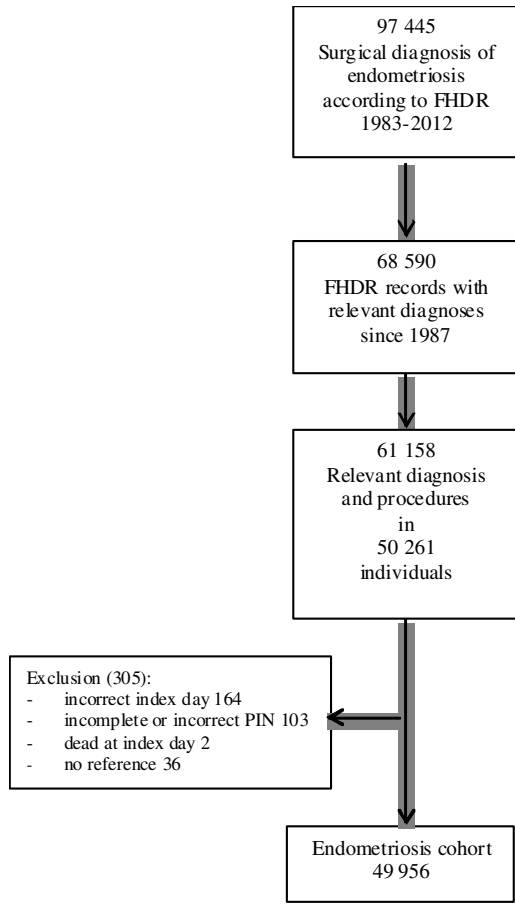 97 445
Surgical diagnosis of
endometriosis
according to FHDR
1983-2012
68 590
FHDR records with
relevant diagnoses
since 1987
61 158
Relevant diagnosis
and procedures
in
50 261
individuals
Exclusion (305):
- incorrect index day 164
- incomplete or incorrect PIN 103
- dead at index day 2
- no reference 36
Endometriosis cohort
49 956